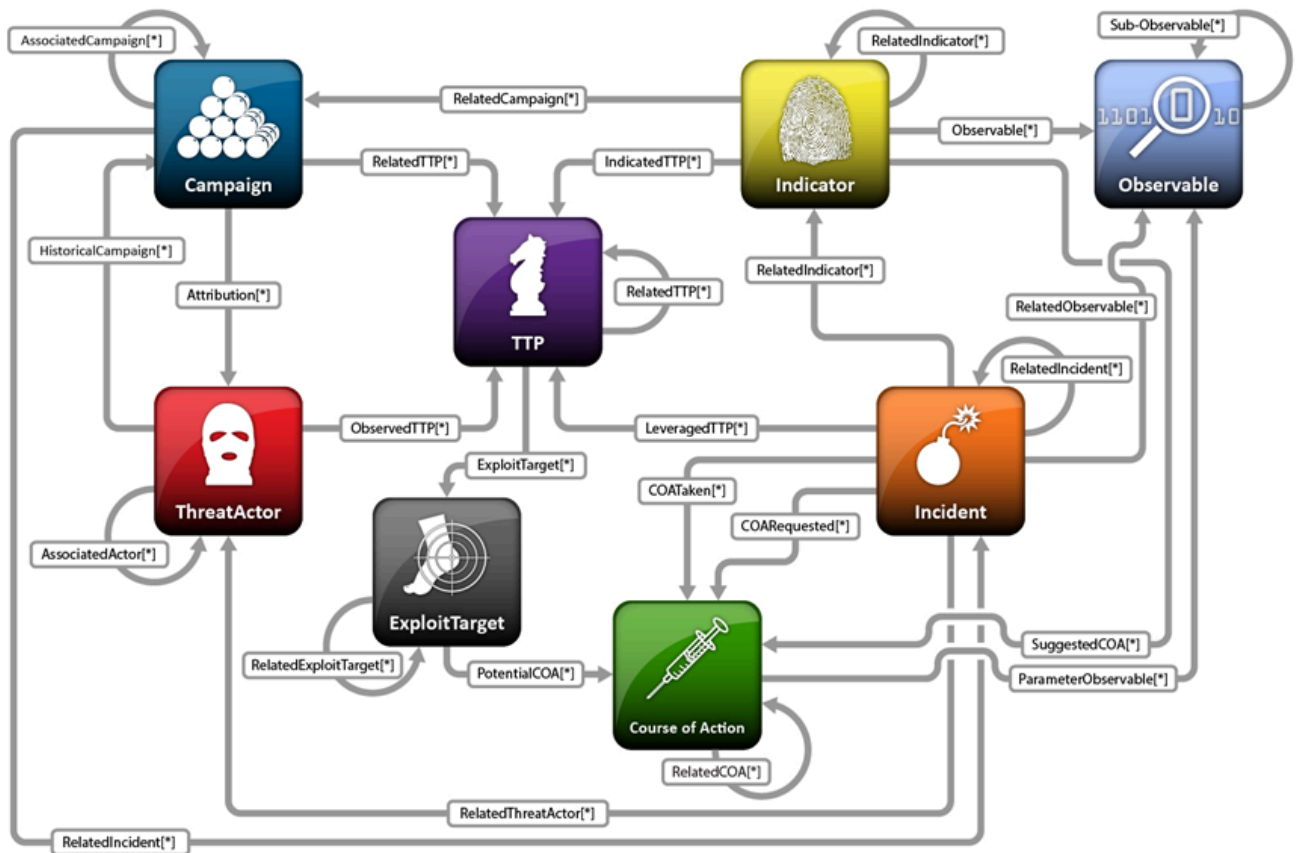 AssociatedCampaign[*]
RelatedIndicator[*]
Sub-Observable[*]
RelatedCampaign[*]
1101 0 10
Observable[*]
RelatedTTP[*]
IndicatedTTP[*]
Campaign
Indicator
Observable
HistoricalCampaign[*]
RelatedIndicator[*]
Attribution[*]
RelatedTTP[*]
RelatedObservable[*]
TTP
RelatedIncident[*]
ObservedTTP[*]
LeveragedTTP[*]
ExploitTarget[*]
COATaken[*]
ThreatActor
Incident
COARequested[*]
AssociatedActor[*]
ExploitTarget
SuggestedCOA[*]
RelatedExploitTarget[*]
PotentialCOA[*]
ParameterObservable[*]
Course of Action
RelatedCOA[*]
RelatedThreatActor[*]
RelatedIncident[*]